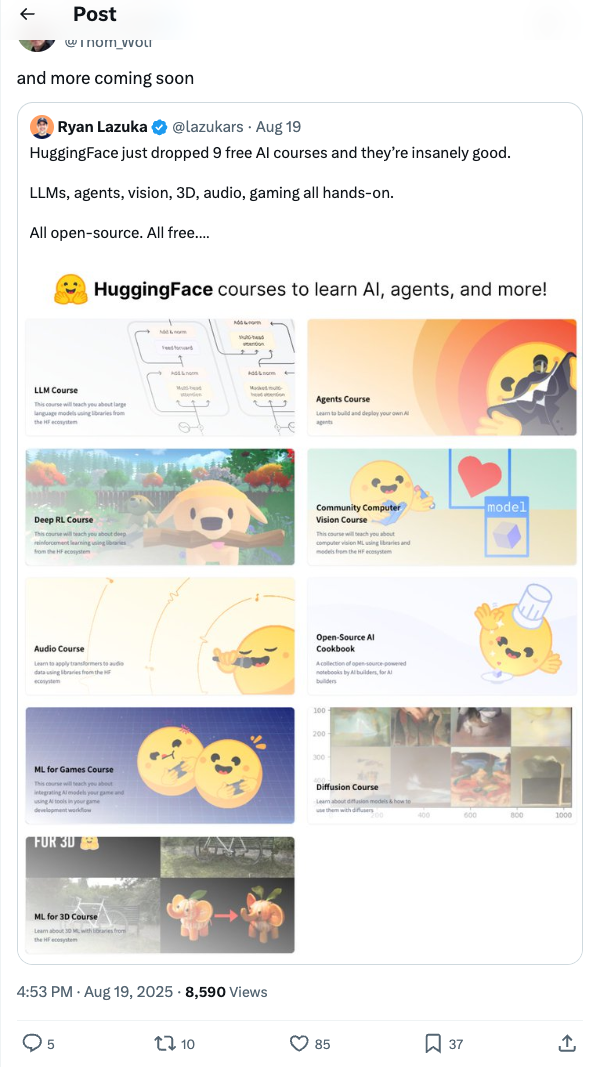 Post
@Thom_Wolf
and more coming soon
Ryan Lazuka @lazukars · Aug 19
HuggingFace just dropped 9 free AI courses and they’re insanely good.
LLMs, agents, vision, 3D, audio, gaming all hands-on.
All open-source. All free....
HuggingFace courses to learn AI, agents, and more!
Add & norm
Feed forward
Add & norm
Multi-head
attention
Add & norm
Multi-head
attention
Add & norm
Masked multi-
head attention
LLM Course
This course will teach you about large
language models using libraries from
the HF ecosystem
Agents Course
Learn to build and deploy your own AI
agents
Deep RL Course
This course will teach you about deep
reinforcement learning using libraries
from the HF ecosystem
model
Community Computer
Vision Course
This course will teach you about
computer vision ML using libraries and
models from the HF ecosystem
Audio Course
Learn to apply transformers to audio
data using libraries from the HF
ecosystem
Open-Source AI
Cookbook
A collection of open-source-powered
notebooks by AI builders, for AI
builders
ML for Games Course
This course will teach you about
integrating AI models your game and
using AI tools in your game
development workflow
100
200
300
400
Diffusion Course
Learn about diffusion models & how to
use them with diffusers
200 400 600 800 1000
FOR 3D
ML for 3D Course
Learn about 3D ML with libraries from
the HF ecosystem
4:53 PM · Aug 19, 2025 · 8,590 Views
5 10 85 37